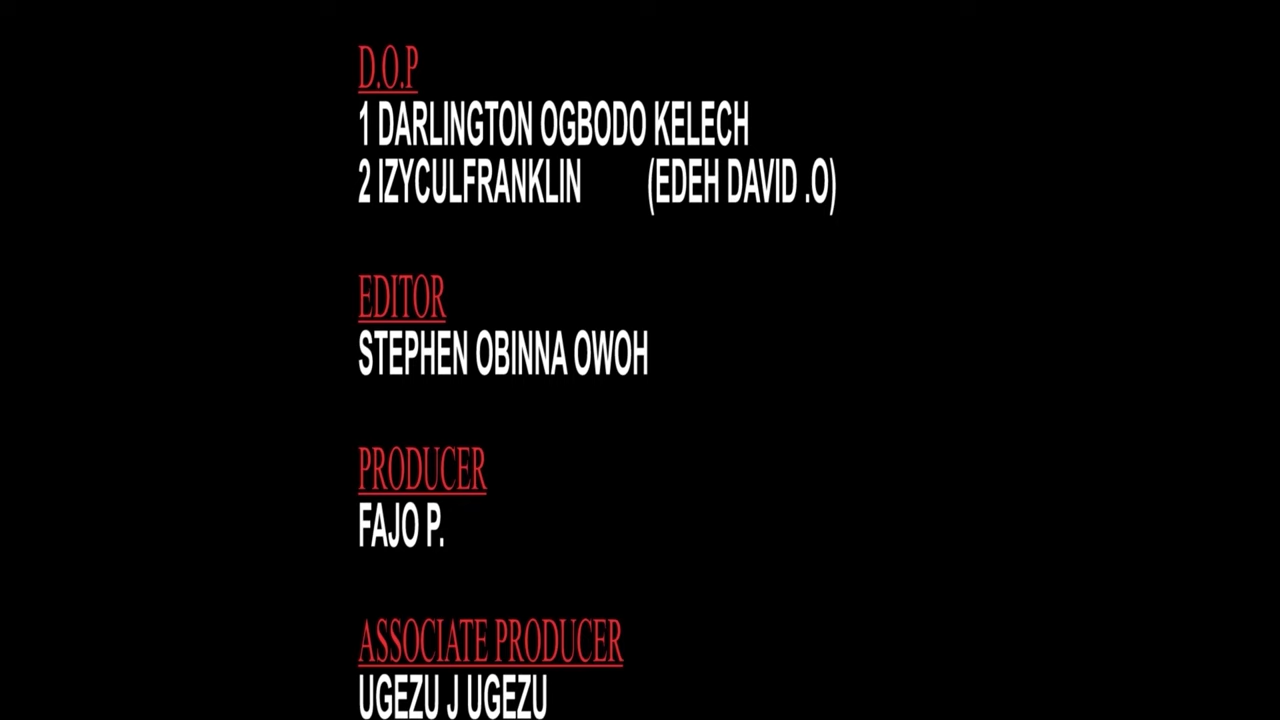 D.O.P
1 DARLINGTON OGBODO KELECH
2 IZYCULFRANKLIN (EDEH DAVID .O)
EDITOR
STEPHEN OBINNA OWOH
PRODUCER
FAJO P.
ASSOCIATE PRODUCER
UGEZU J UGEZU